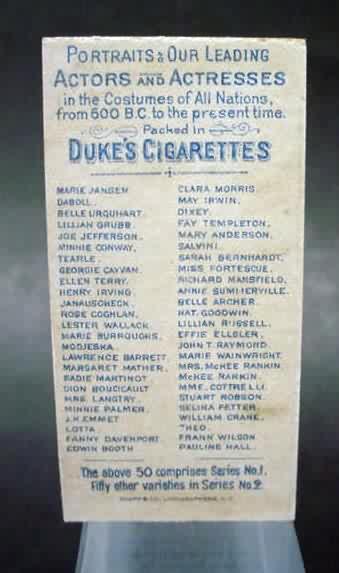 PORTRAITS OF OUR LEADING
ACTORS AND ACTRESSES
in the Costumes of All Nations,
from 600 B.C. to the present time.
Packed in
DUKE'S CIGARETTES
MARIE JANSEN
DABOLL.
BELLE URQUHART.
LILLIAN GRUBB.
JOE JEFFERSON.
MINNIE CONWAY.
TEARLE.
GEORGIE CAYVAN.
ELLEN TERRY.
HENRY IRVING.
JANAUSCHECK.
ROSE COGHLAN.
LESTER WALLACK.
MARIE BURROUGHS.
MODJESKA.
LAWRENCE BARRETT.
MARGARET MATHER.
SADIE MARTINOT
DION BOUCICAULT
MRS. LANGTRY.
MINNIE PALMER.
J.K. EMMET
LOTTA
FANNY DAVENPORT.
EDWIN BOOTH
CLARA MORRIS.
MAY IRWIN.
DIXEY.
FAY TEMPLETON.
MARY ANDERSON.
SALVINI.
SARAH BERNHARDT.
MISS FORTESCUE.
RICHARD MANSFIELD.
ANNIE SUMMERVILLE.
BELLE ARCHER.
NAT. GOODWIN.
LILLIAN RUSSELL.
EFFIE ELLSLER.
JOHN T. RAYMOND.
MARIE WAINWRIGHT.
MRS. McKEE RANKIN
McKEE RANKIN.
MME. COTTRELLI.
STUART ROBSON.
SELINA FETTER.
WILLIAM CRANE.
THEO.
FRANK WILSON
PAULINE HALL.
The above 50 comprises Series No. 1.
Fifty other varieties in Series No. 2.
KNAPP & CO. LITHOGRAPHERS, N.Y.